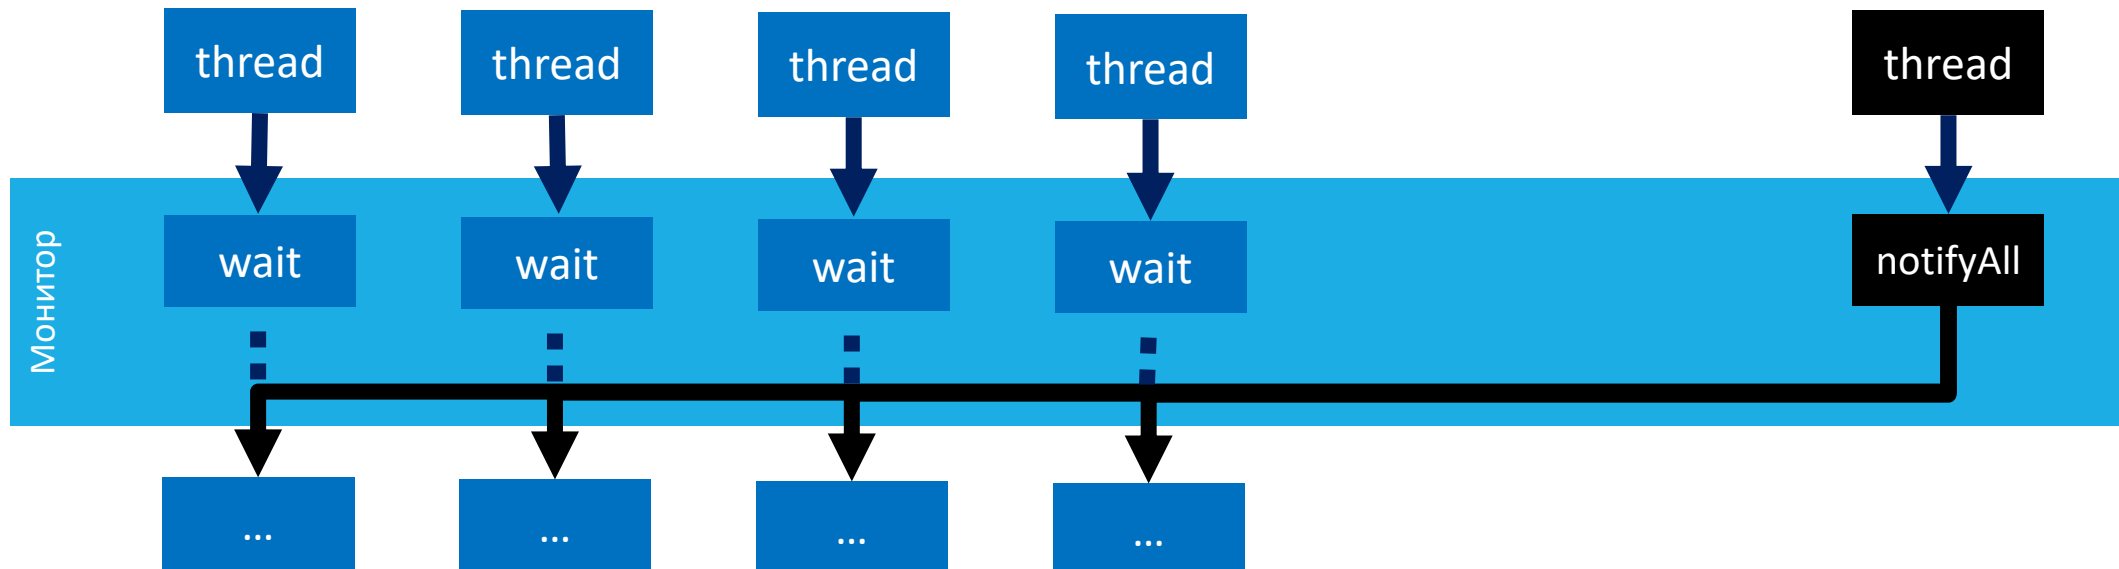 thread
thread
thread
thread
thread
Монитор
wait
wait
wait
wait
notifyAll
...
...
...
...